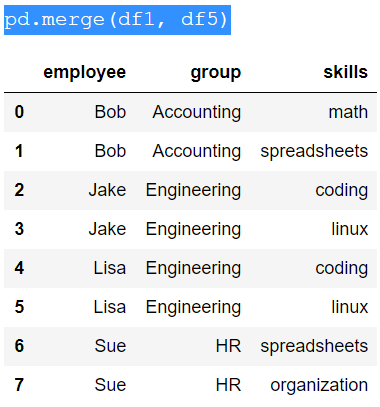 pd.merge(df1, df5)
employee group skills
0 Bob Accounting math
1 Bob Accounting spreadsheets
2 Jake Engineering coding
3 Jake Engineering linux
4 Lisa Engineering coding
5 Lisa Engineering linux
6 Sue HR spreadsheets
7 Sue HR organization